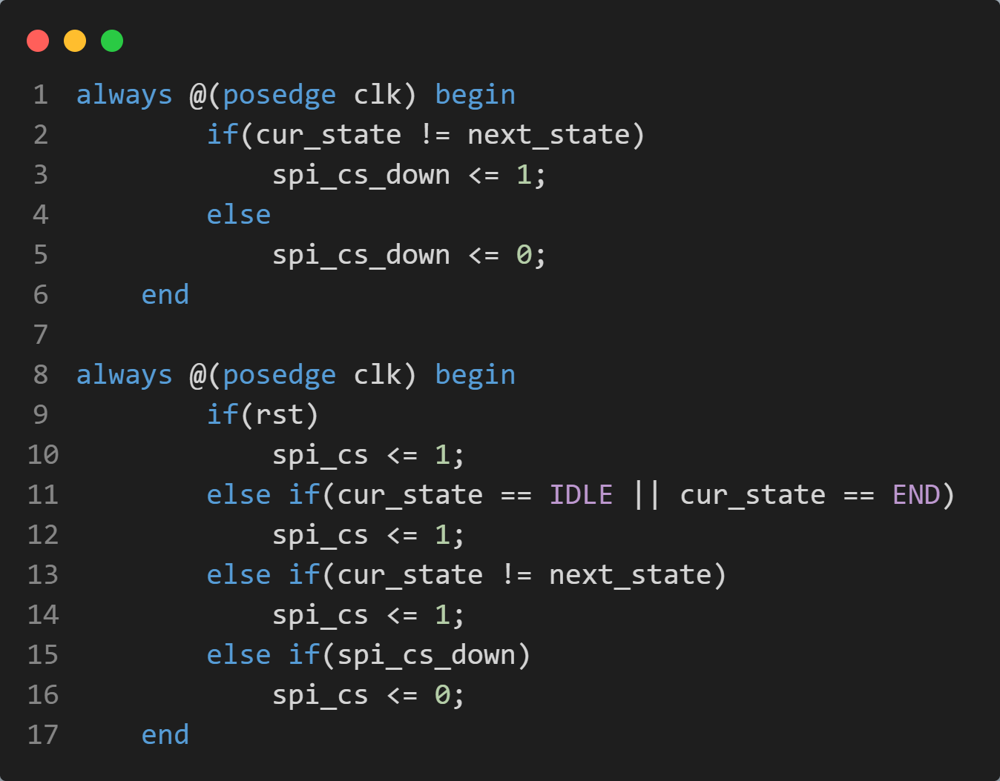 1 always @(posedge clk) begin
2         if(cur_state != next_state)
3             spi_cs_down <= 1;
4         else
5             spi_cs_down <= 0;
6     end
7
8 always @(posedge clk) begin
9         if(rst)
10             spi_cs <= 1;
11         else if(cur_state == IDLE || cur_state == END)
12             spi_cs <= 1;
13         else if(cur_state != next_state)
14             spi_cs <= 1;
15         else if(spi_cs_down)
16             spi_cs <= 0;
17     end